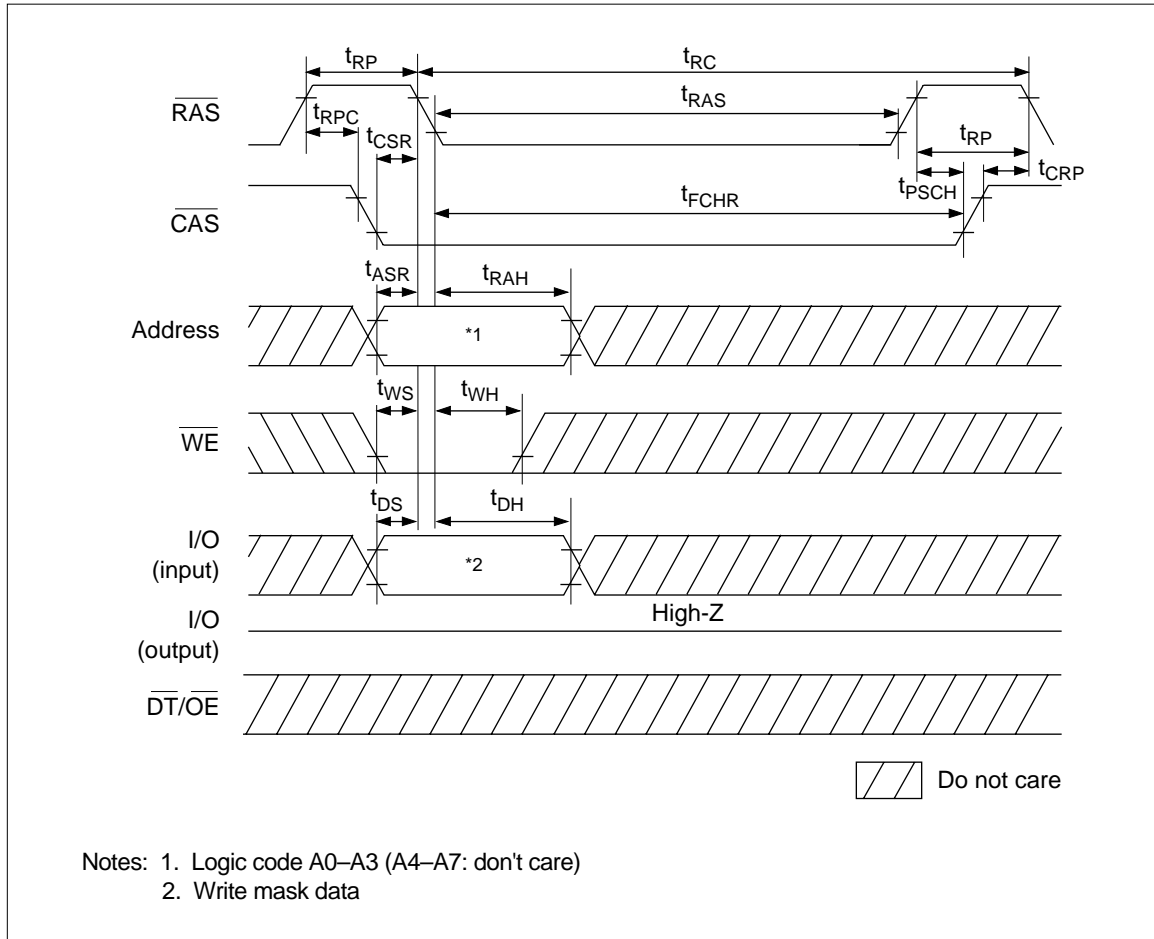 tRP
tRC
RAS
tRAS
tRPC
tCSR
tRP
tCRP
tPSCH
CAS
tFCHR
tASR
tRAH
Address
*1
tWS
tWH
WE
tDS
tDH
I/O
(input)
*2
I/O
(output)
High-Z
DT/OE
Do not care
Notes: 1. Logic code A0–A3 (A4–A7: don't care)
2. Write mask data